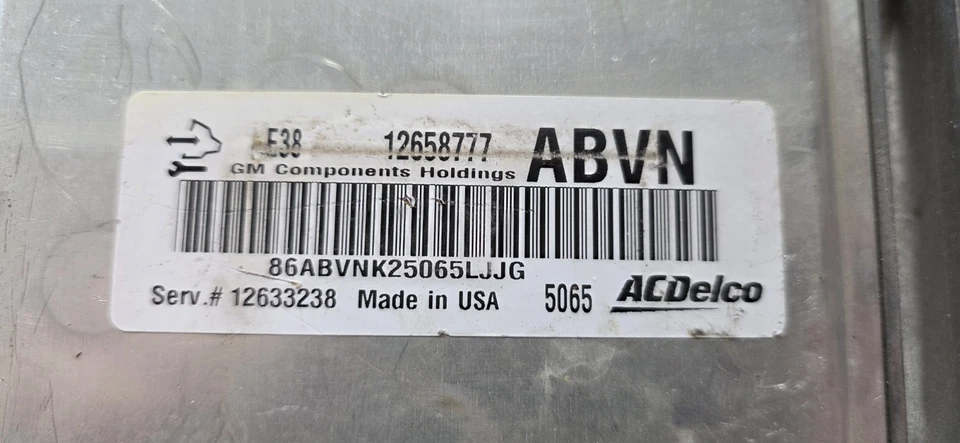 E38 12658777 ABVN
GM Components Holdings
86ABVNK25065LJJG
Serv.# 12633238 Made in USA 5065 ACDelco